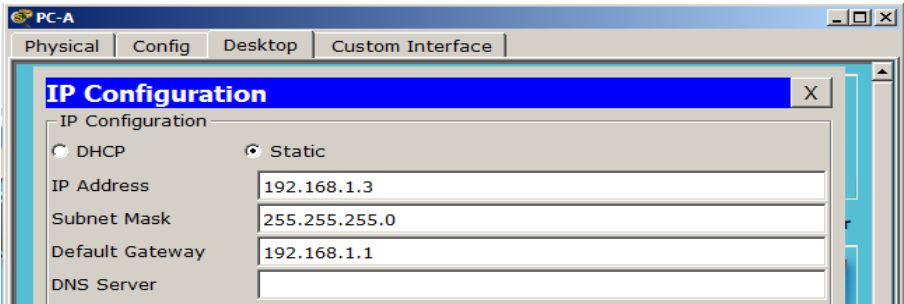 PC-A
Physical Config Desktop Custom Interface
IP Configuration X
IP Configuration
DHCP Static
IP Address 192.168.1.3
Subnet Mask 255.255.255.0
Default Gateway 192.168.1.1
DNS Server
r